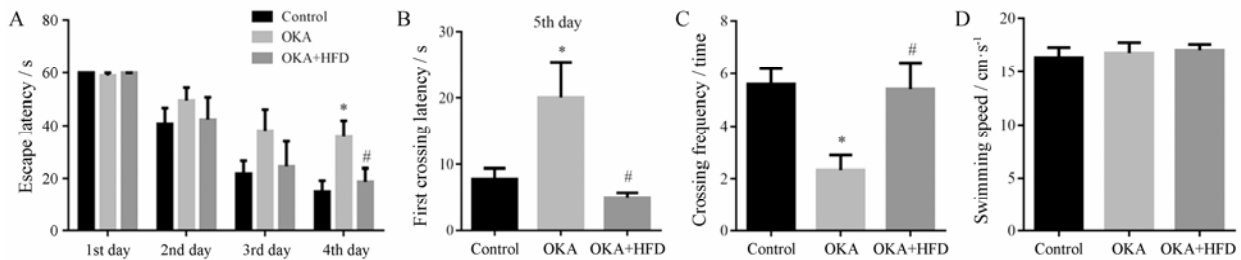 A
Escape latency / s
80
60
40
20
0
Control
OKA
OKA+HFD
*
#
1st day 2nd day 3rd day 4th day
B
5th day
First crossing latency / s
30
20
10
0
*
#
Control OKA OKA+HFD
C
Crossing frequency / time
8
6
4
2
0
*
#
Control OKA OKA+HFD
D
Swimming speed / cm·s⁻¹
20
15
10
5
0
Control OKA OKA+HFD